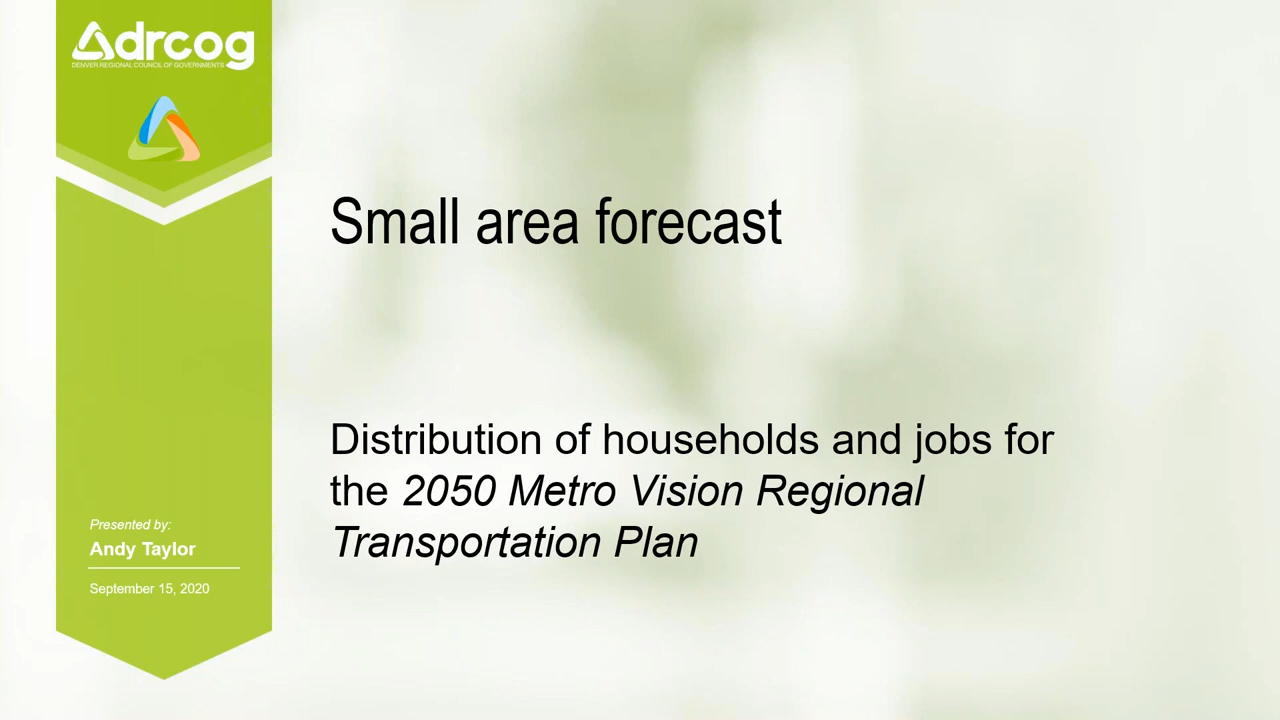 drcog
DENVER REGIONAL COUNCIL OF GOVERNMENTS
Small area forecast
Distribution of households and jobs for
the 2050 Metro Vision Regional
Transportation Plan
Presented by:
Andy Taylor
September 15, 2020